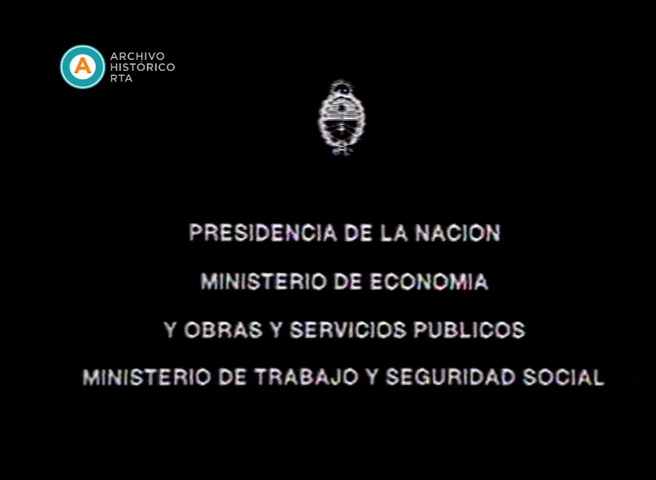 A
ARCHIVO
HISTÓRICO
RTA
PRESIDENCIA DE LA NACION
MINISTERIO DE ECONOMIA
Y OBRAS Y SERVICIOS PUBLICOS
MINISTERIO DE TRABAJO Y SEGURIDAD SOCIAL